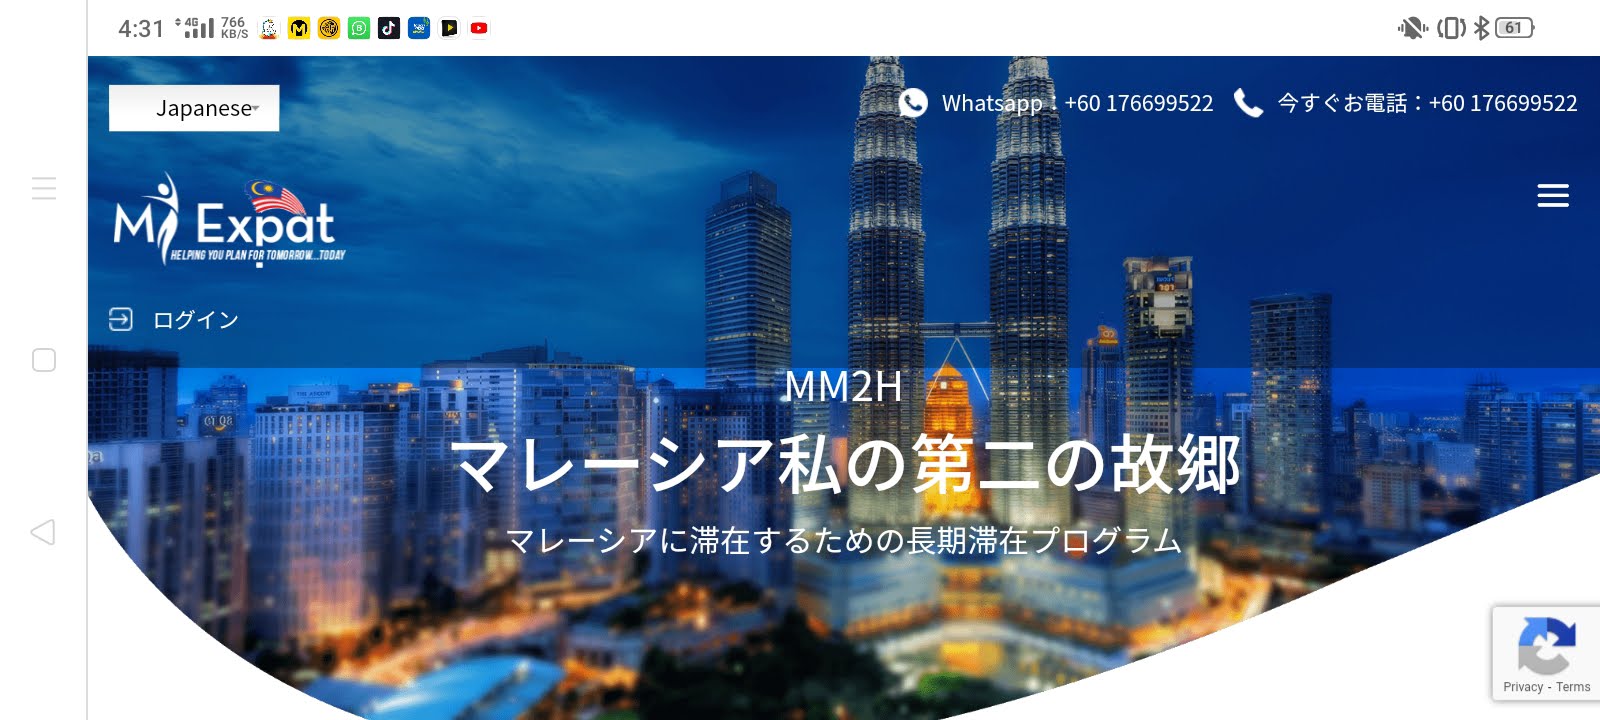 4:31 4G 766 KB/S 61
Japanese
Whatsapp：+60 176699522 今すぐお電話：+60 176699522
My Expat
HELPING YOU PLAN FOR TOMORROW...TODAY
ログイン
MM2H
マレーシア私の第二の故郷
マレーシアに滞在するための長期滞在プログラム
Privacy - Terms